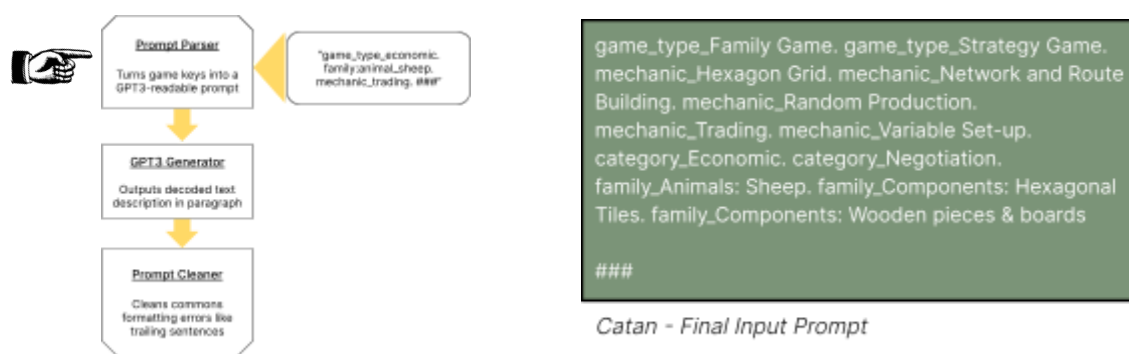 Prompt Parser
Turns game keys into a
GPT3-readable prompt
"game_type_economic.
family:animal_sheep.
mechanic_trading. ###"
GPT3 Generator
Outputs decoded text
description in paragraph
Prompt Cleaner
Cleans commons
formatting errors like
trailing sentences
game_type_Family Game. game_type_Strategy Game.
mechanic_Hexagon Grid. mechanic_Network and Route
Building. mechanic_Random Production.
mechanic_Trading. mechanic_Variable Set-up.
category_Economic. category_Negotiation.
family_Animals: Sheep. family_Components: Hexagonal
Tiles. family_Components: Wooden pieces & boards
###
Catan - Final Input Prompt